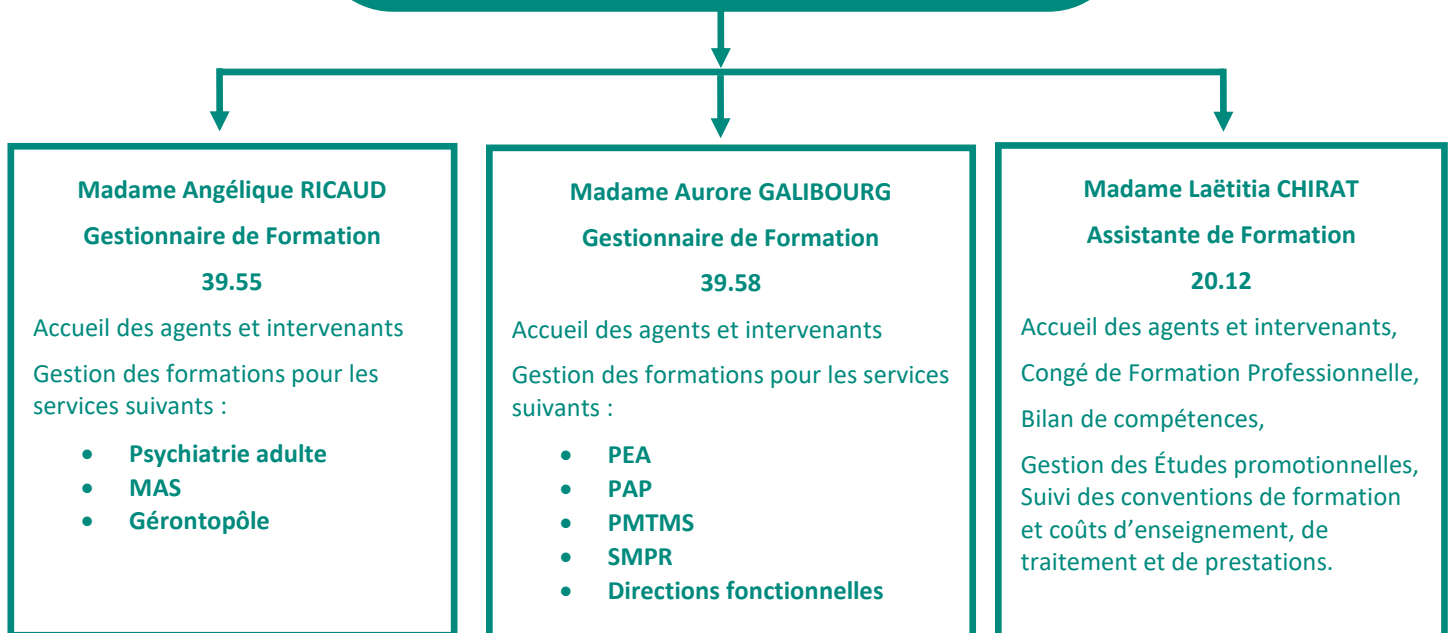 Madame Angélique RICAUD
Gestionnaire de Formation
39.55
Accueil des agents et intervenants
Gestion des formations pour les
services suivants :
• Psychiatrie adulte
• MAS
• Gérontopôle
Madame Aurore GALIBOURG
Gestionnaire de Formation
39.58
Accueil des agents et intervenants
Gestion des formations pour les services
suivants :
• PEA
• PAP
• PMTMS
• SMPR
• Directions fonctionnelles
Madame Laëtitia CHIRAT
Assistante de Formation
20.12
Accueil des agents et intervenants,
Congé de Formation Professionnelle,
Bilan de compétences,
Gestion des Études promotionnelles,
Suivi des conventions de formation
et coûts d’enseignement, de
traitement et de prestations.